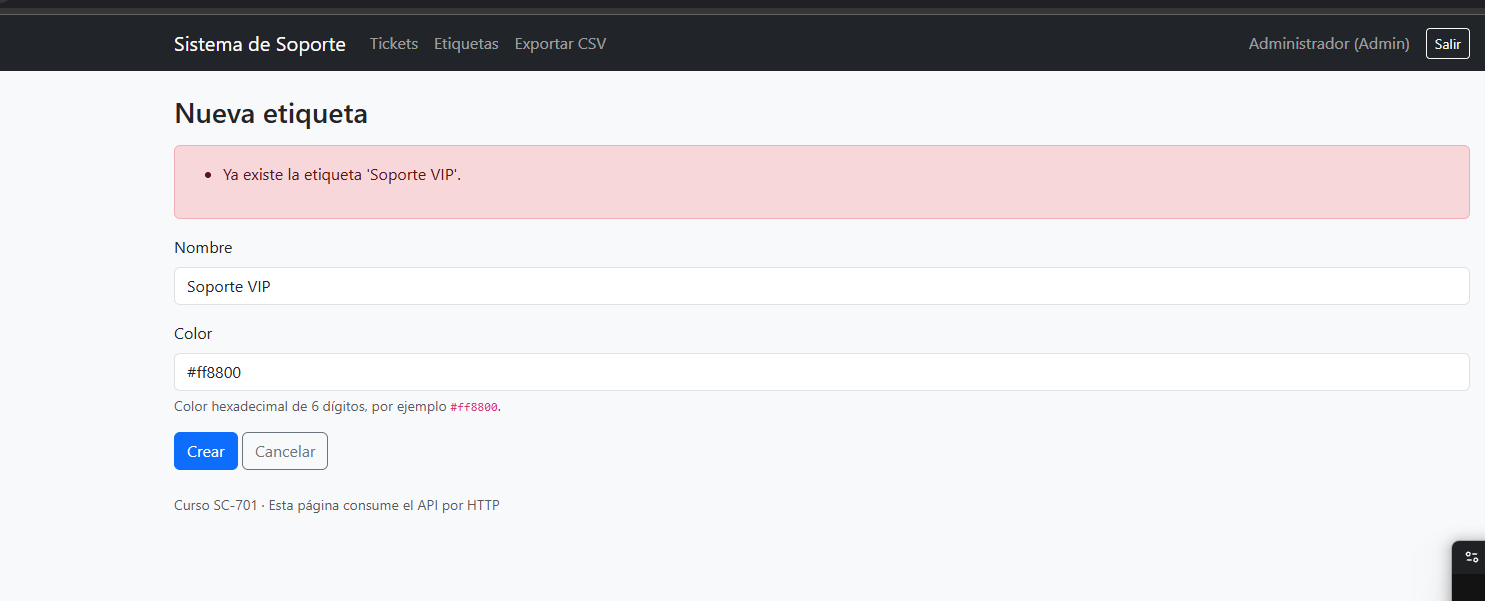 Sistema de Soporte Tickets Etiquetas Exportar CSV Administrador (Admin) Salir
Nueva etiqueta
• Ya existe la etiqueta 'Soporte VIP'.
Nombre
Soporte VIP
Color
#ff8800
Color hexadecimal de 6 dígitos, por ejemplo #ff8800.
Crear Cancelar
Curso SC-701 · Esta página consume el API por HTTP